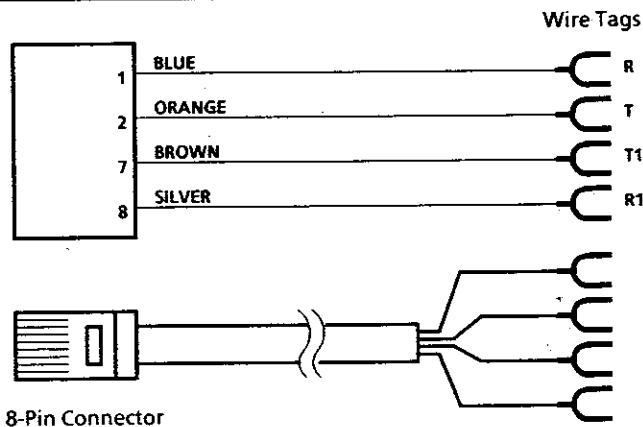 Wire Tags
1 BLUE R
2 ORANGE T
7 BROWN T1
8 SILVER R1
8-Pin Connector